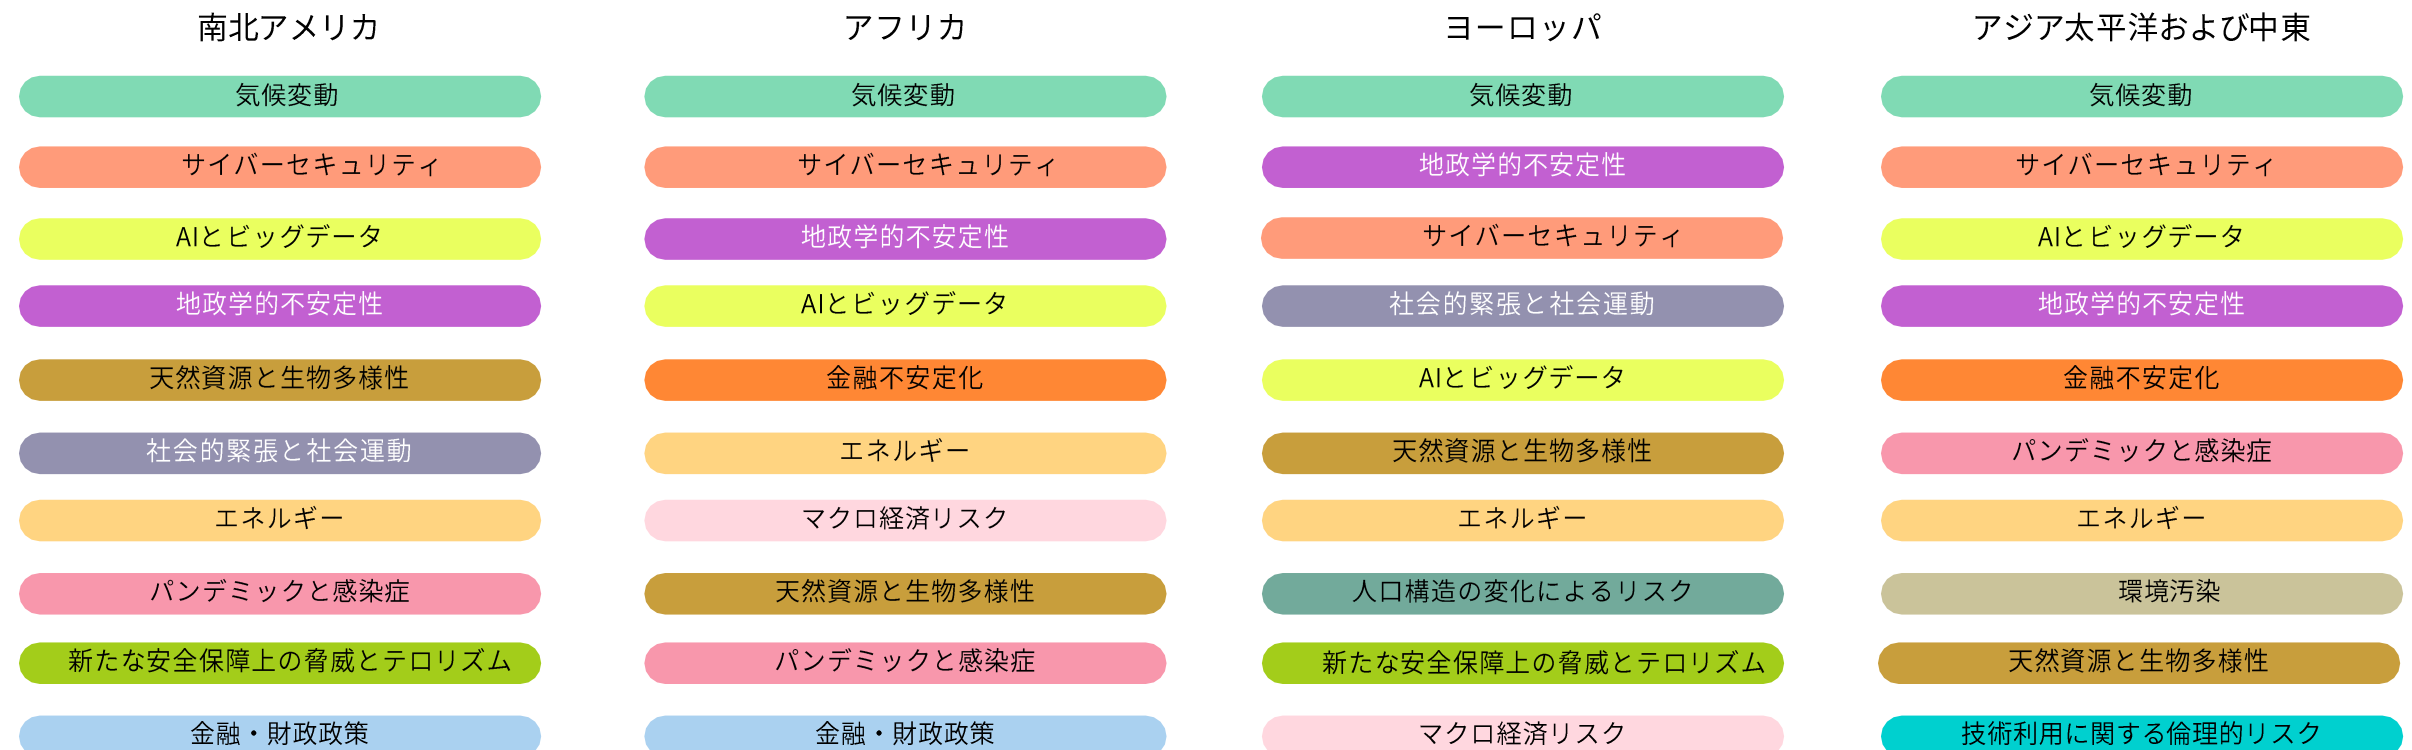 南北アメリカ
気候変動
サイバーセキュリティ
AIとビッグデータ
地政学的不安定性
天然資源と生物多様性
社会的緊張と社会運動
エネルギー
パンデミックと感染症
新たな安全保障上の脅威とテロリズム
金融・財政政策
アフリカ
気候変動
サイバーセキュリティ
地政学的不安定性
AIとビッグデータ
金融不安定化
エネルギー
マクロ経済リスク
天然資源と生物多様性
パンデミックと感染症
金融・財政政策
ヨーロッパ
気候変動
地政学的不安定性
サイバーセキュリティ
社会的緊張と社会運動
AIとビッグデータ
天然資源と生物多様性
エネルギー
人口構造の変化によるリスク
新たな安全保障上の脅威とテロリズム
マクロ経済リスク
アジア太平洋および中東
気候変動
サイバーセキュリティ
AIとビッグデータ
地政学的不安定性
金融不安定化
パンデミックと感染症
エネルギー
環境汚染
天然資源と生物多様性
技術利用に関する倫理的リスク